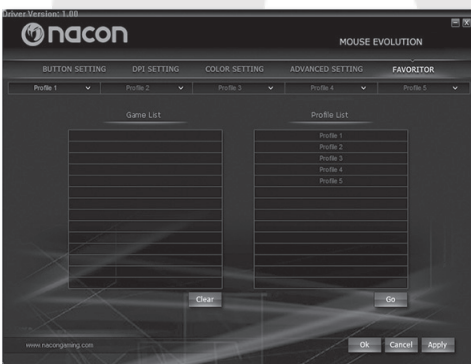 Driver Version: 1.00
nacon
MOUSE EVOLUTION
BUTTON SETTING DPI SETTING COLOR SETTING ADVANCED SETTING FAVORITOR
Profile 1 Profile 2 Profile 3 Profile 4 Profile 5
Game List Profile List
Profile 1
Profile 2
Profile 3
Profile 4
Profile 5
Clear Go
www.nacongaming.com
Ok Cancel Apply